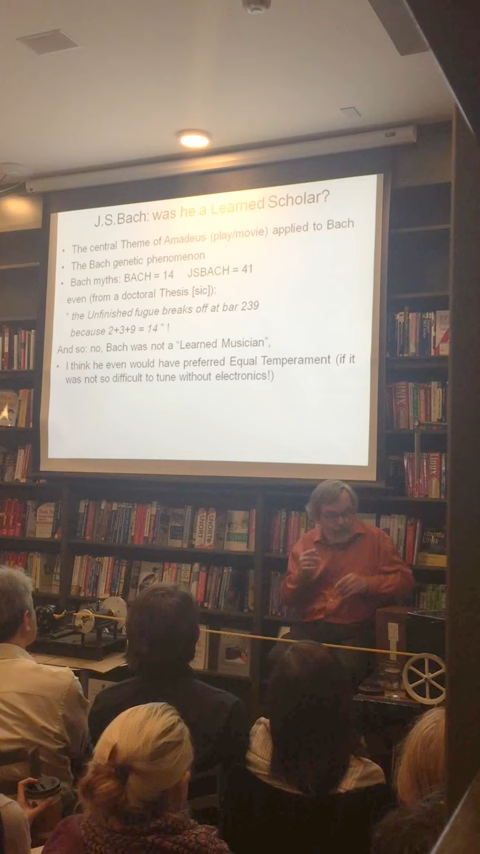 J.S.Bach: was he a Learned Scholar?
• The central Theme of Amadeus (play/movie) applied to Bach
• The Bach genetic phenomenon
• Bach myths: BACH = 14 JSBACH = 41
even (from a doctoral Thesis [sic]);
" the Unfinished fugue breaks off at bar 239
because 2+3+9 = 14 " !
And so: no, Bach was not a "Learned Musician",
• I think he even would have preferred Equal Temperament (if it
was not so difficult to tune without electronics!)